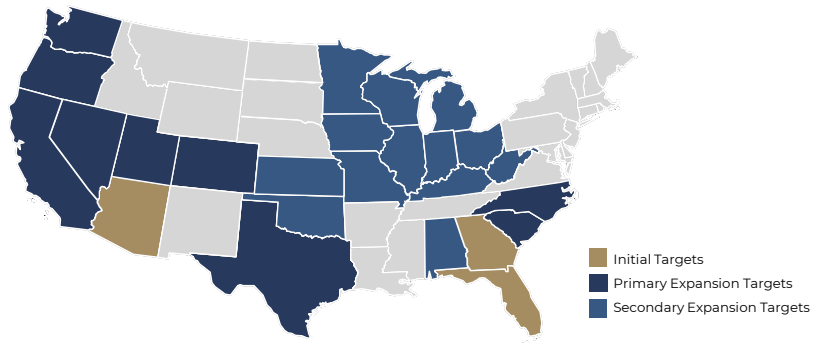 Initial Targets
Primary Expansion Targets
Secondary Expansion Targets